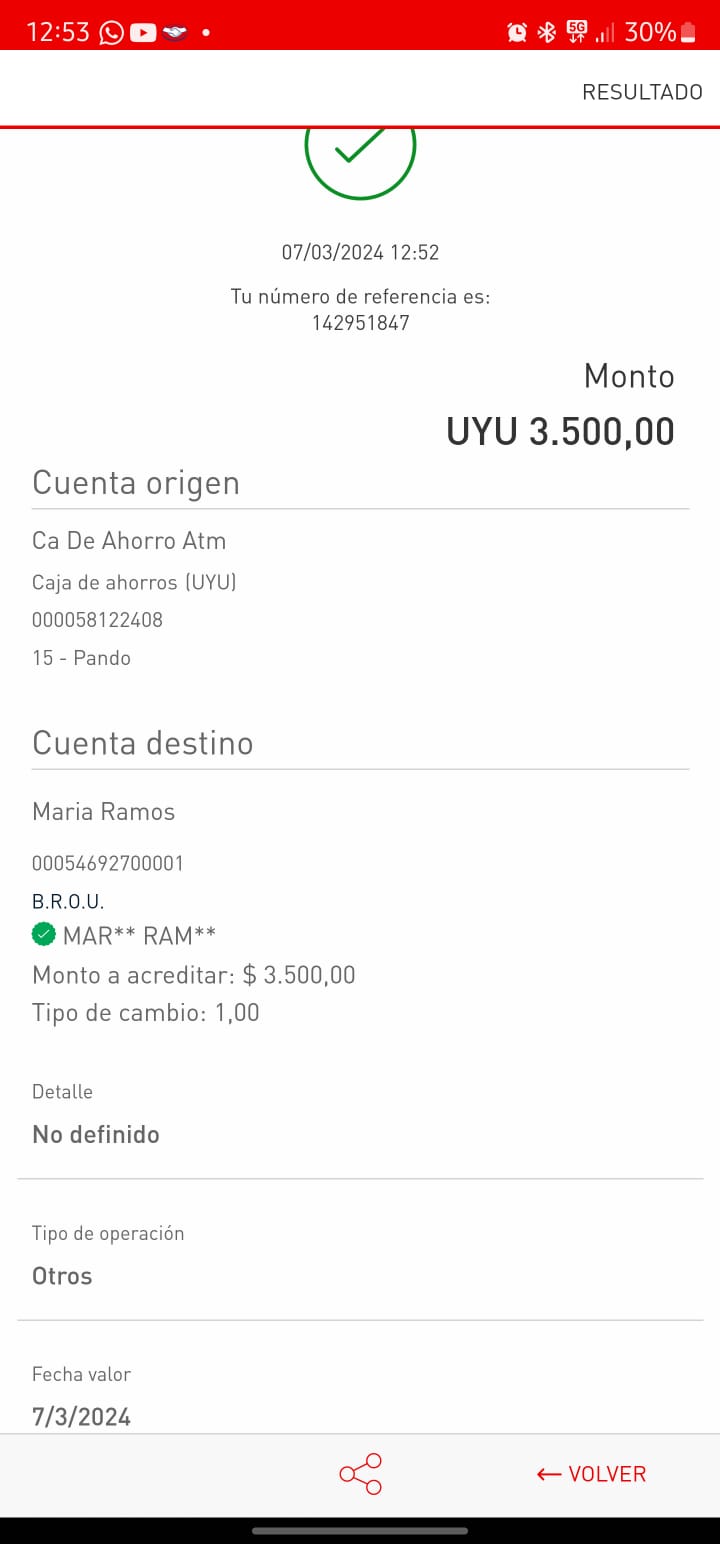 12:53
5G
30%
RESULTADO
07/03/2024 12:52
Tu número de referencia es:
142951847
Monto
UYU 3.500,00
Cuenta origen
Ca De Ahorro Atm
Caja de ahorros (UYU)
000058122408
15 - Pando
Cuenta destino
Maria Ramos
00054692700001
B.R.O.U.
MAR** RAM**
Monto a acreditar: $ 3.500,00
Tipo de cambio: 1,00
Detalle
No definido
Tipo de operación
Otros
Fecha valor
7/3/2024
← VOLVER